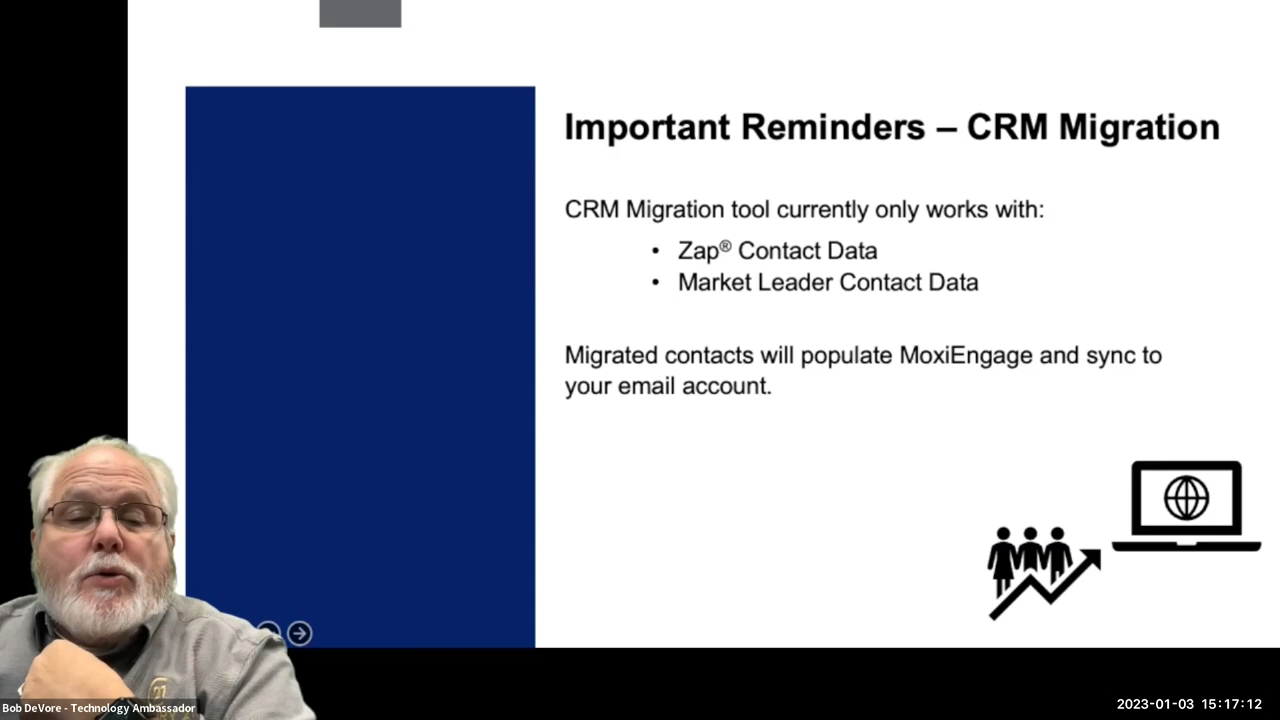 Important Reminders – CRM Migration
CRM Migration tool currently only works with:
• Zap® Contact Data
• Market Leader Contact Data
Migrated contacts will populate MoxiEngage and sync to
your email account.
21
Bob DeVore - Technology Ambassador
2023-01-03 15:17:12